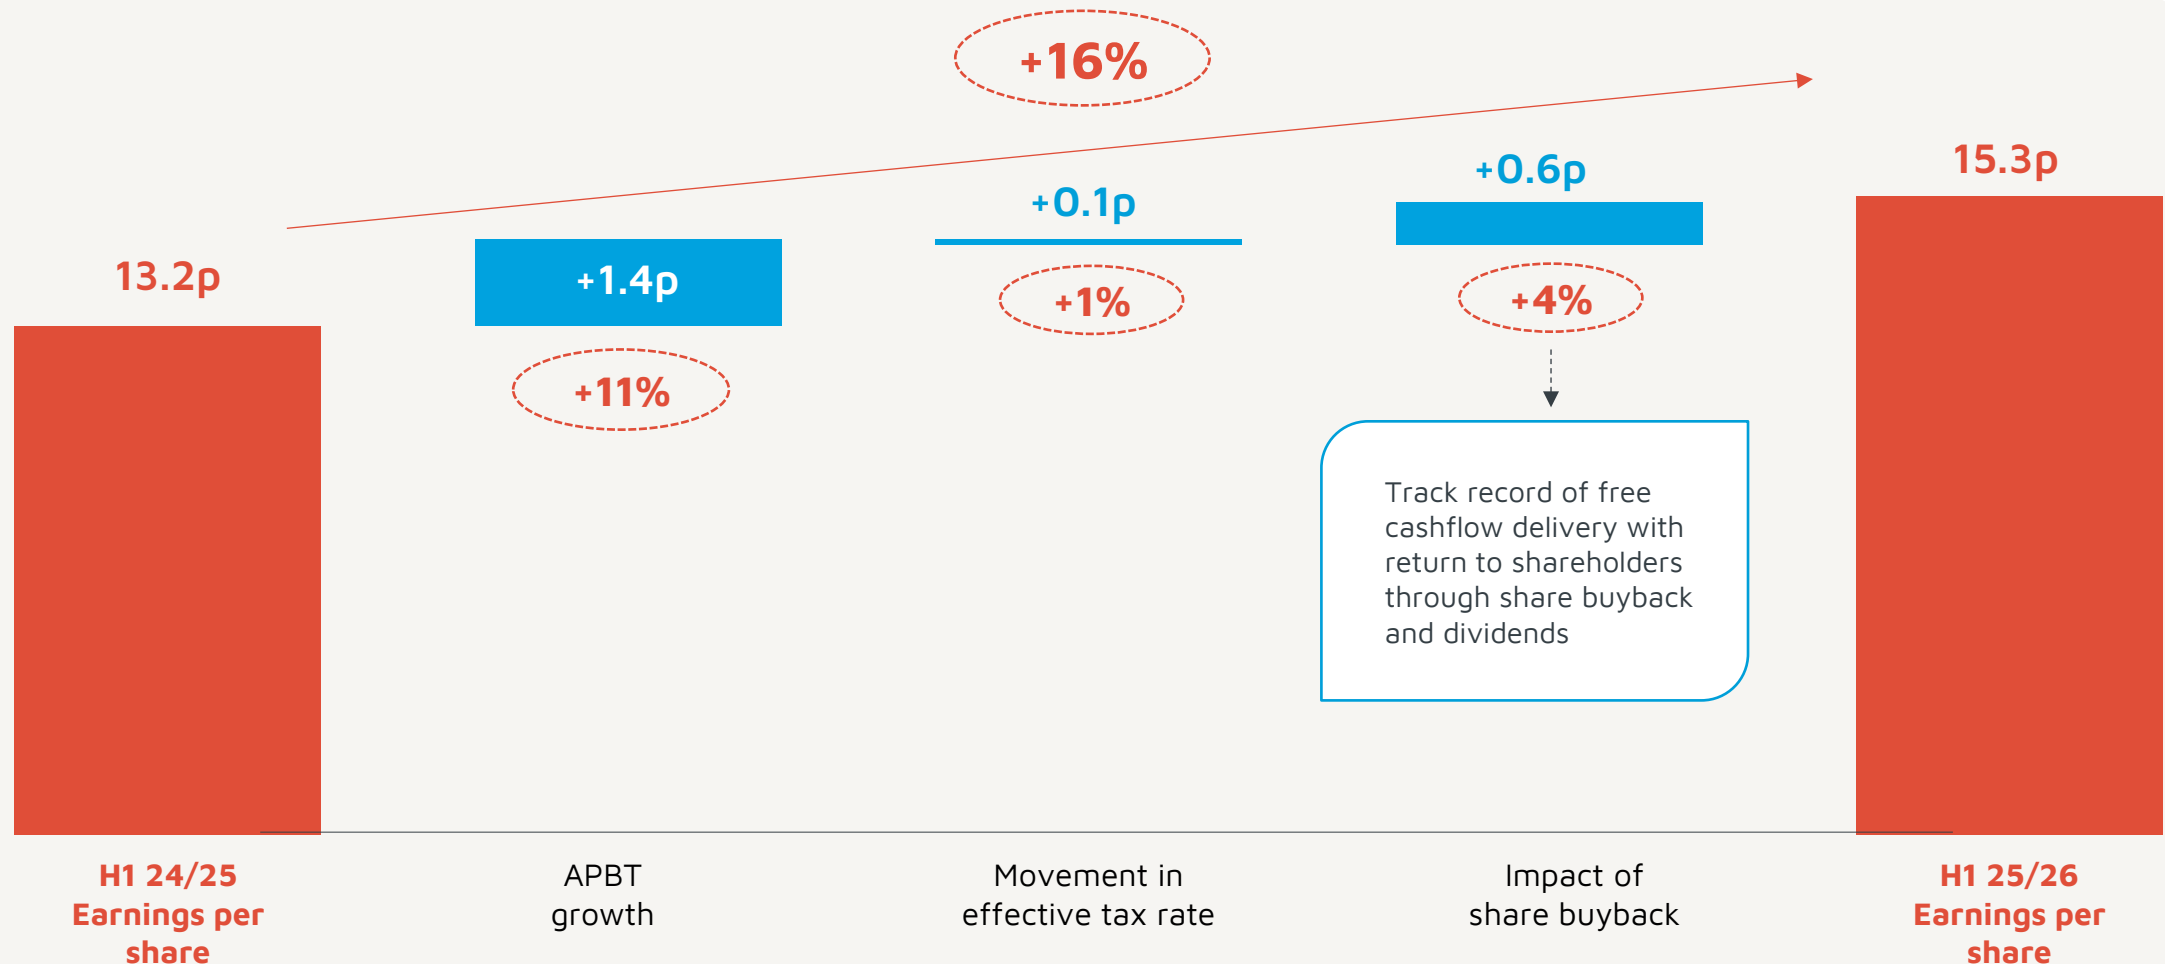 +16%
13.2p
+1.4p
+11%
+0.1p
+1%
+0.6p
+4%
Track record of free
cashflow delivery with
return to shareholders
through share buyback
and dividends
15.3p
H1 24/25
Earnings per
share
APBT
growth
Movement in
effective tax rate
Impact of
share buyback
H1 25/26
Earnings per
share